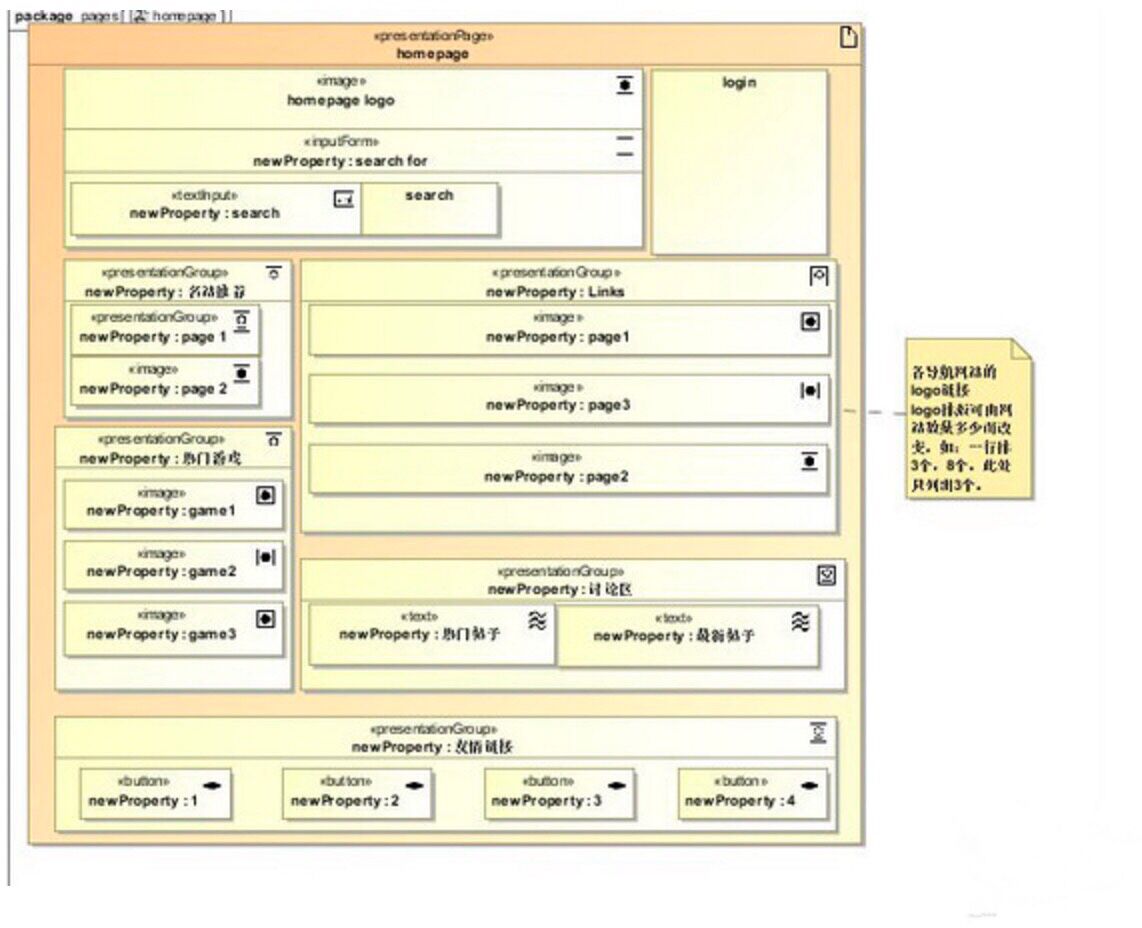 package pages[ homepage ]
«presentationPage»
homepage
«image»
homepage logo
login
«inputForm»
newProperty : search for
«textInput»
newProperty : search
search
«presentationGroup»
newProperty : 名站推荐
«presentationGroup»
newProperty : page 1
«image»
newProperty : page 2
«presentationGroup»
newProperty : Links
«image»
newProperty : page1
«image»
newProperty : page3
«image»
newProperty : page2
各导航网站的
logo链接
logo排版可由网
站数量多少而改
变。如：一行排
3个，8个。此处
只列出3个。
«presentationGroup»
newProperty : 热门游戏
«image»
newProperty : game1
«image»
newProperty : game2
«image»
newProperty : game3
«presentationGroup»
newProperty : 讨论区
«text»
newProperty : 热门帖子
«text»
newProperty : 最新帖子
«presentationGroup»
newProperty : 友情链接
«button»
newProperty : 1
«button»
newProperty : 2
«button»
newProperty : 3
«button»
newProperty : 4